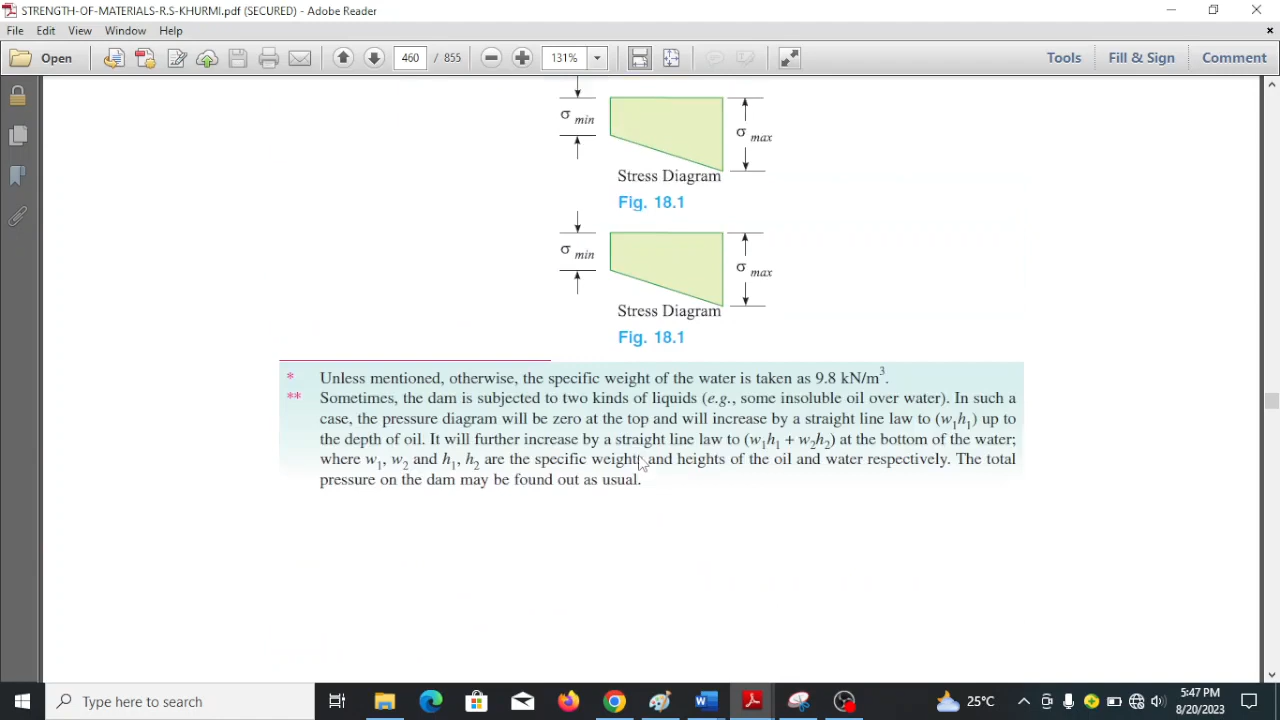 STRENGTH-OF-MATERIALS-R.S-KHURMI.pdf (SECURED) - Adobe Reader
File Edit View Window Help
Open 460 / 855 131% Tools Fill & Sign Comment
σ min σ max
Stress Diagram
Fig. 18.1
σ min σ max
Stress Diagram
Fig. 18.1
* Unless mentioned, otherwise, the specific weight of the water is taken as 9.8 kN/m³.
** Sometimes, the dam is subjected to two kinds of liquids (e.g., some insoluble oil over water). In such a
case, the pressure diagram will be zero at the top and will increase by a straight line law to (w₁h₁) up to
the depth of oil. It will further increase by a straight line law to (w₁h₁ + w₂h₂) at the bottom of the water;
where w₁, w₂ and h₁, h₂ are the specific weights and heights of the oil and water respectively. The total
pressure on the dam may be found out as usual.
Type here to search 25°C 5:47 PM
8/20/2023